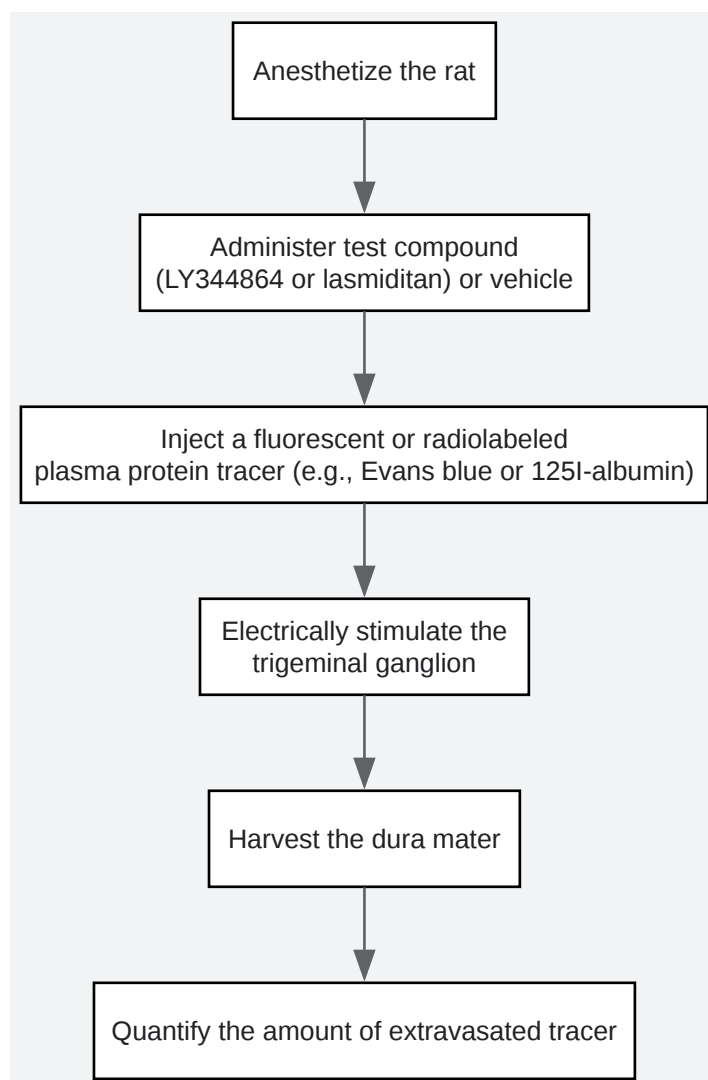 Anesthetize the rat
Administer test compound
(LY344864 or lasmiditan) or vehicle
Inject a fluorescent or radiolabeled
plasma protein tracer (e.g., Evans blue or 125I-albumin)
Electrically stimulate the
trigeminal ganglion
Harvest the dura mater
Quantify the amount of extravasated tracer